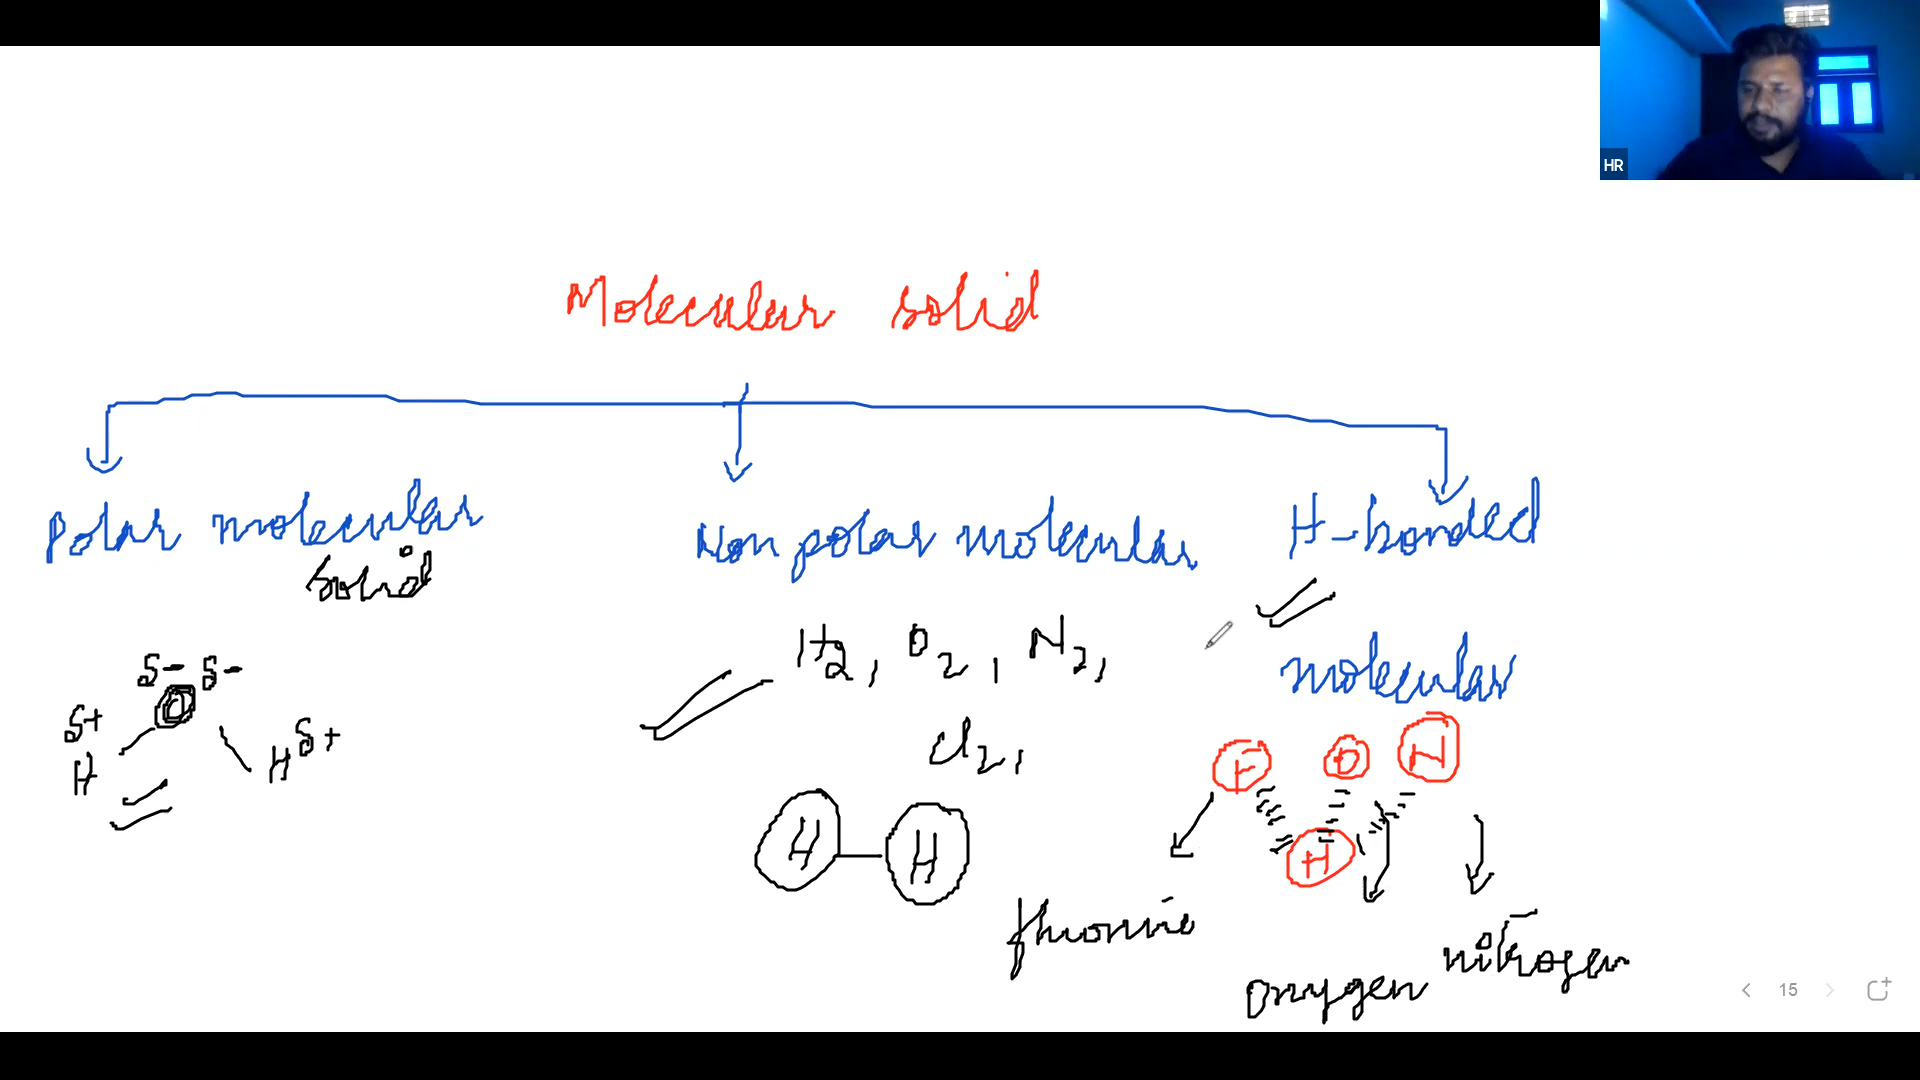 HR
Molecular solid
Polar molecular
solid
Non polar molecular
H-bonded
molecular
δ- δ-
δ+ O
H H δ+
H2, O2, N2,
Cl2,
H-H
F O N
H
fluorine
oxygen
nitrogen
15